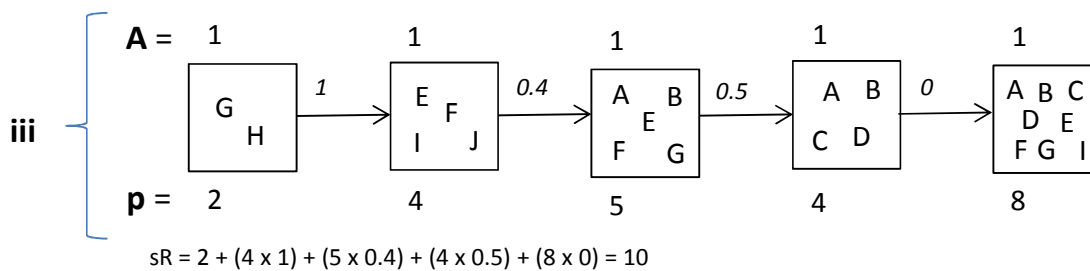 A = 1 1 1 1 1
1 0.4 0.5 0
G
H
E
F
I J
A B
E
F G
A B
C D
A B C
D E
F G I
iii
p = 2 4 5 4 8
sR = 2 + (4 x 1) + (5 x 0.4) + (4 x 0.5) + (8 x 0) = 10